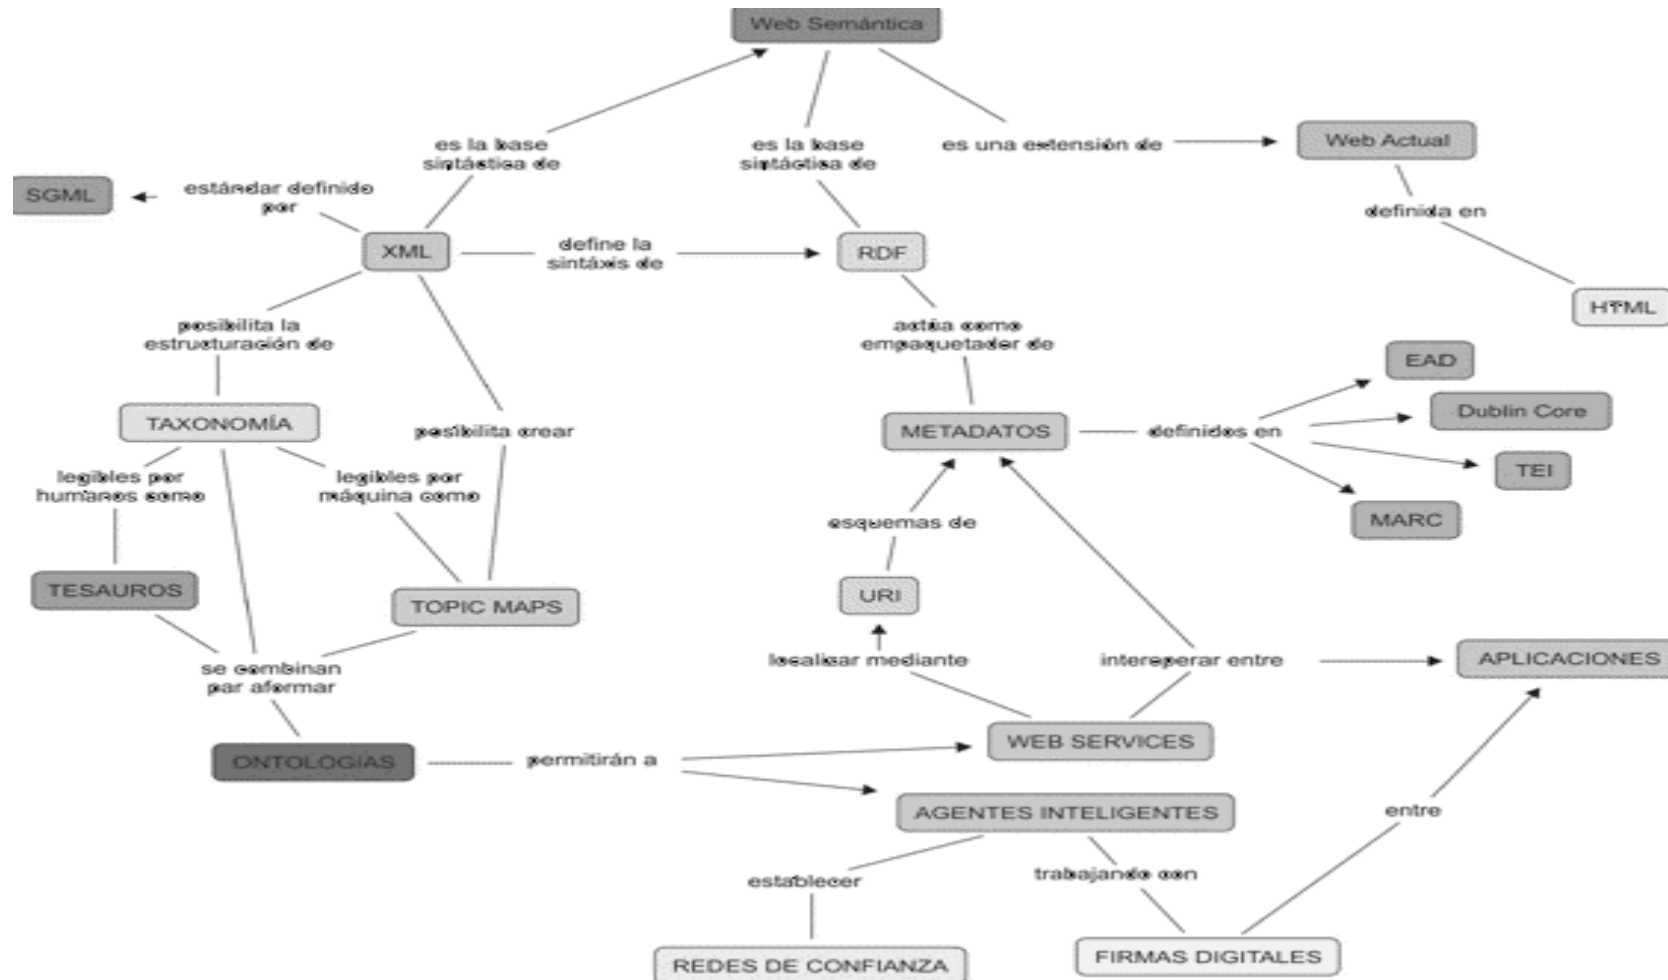 Web Semántica
es la base
sintáctica de
es la base
sintáctica de
es una extensión de
Web Actual
SGML
estándar definido
por
definida en
XML
define la
sintáxis de
RDF
HTML
posibilita la
estructuración de
actúa como
empaquetador de
EAD
Dublin Core
TAXONOMÍA
posibilita crear
METADATOS
definidos en
TEI
MARC
legibles por
humanos como
legibles por
máquina como
esquemas de
TESAUROS
TOPIC MAPS
URI
se combinan
par aformar
localizar mediante
interoperar entre
APLICACIONES
ONTOLOGÍAS
permitirán a
WEB SERVICES
AGENTES INTELIGENTES
entre
establecer
trabajando con
REDES DE CONFIANZA
FIRMAS DIGITALES